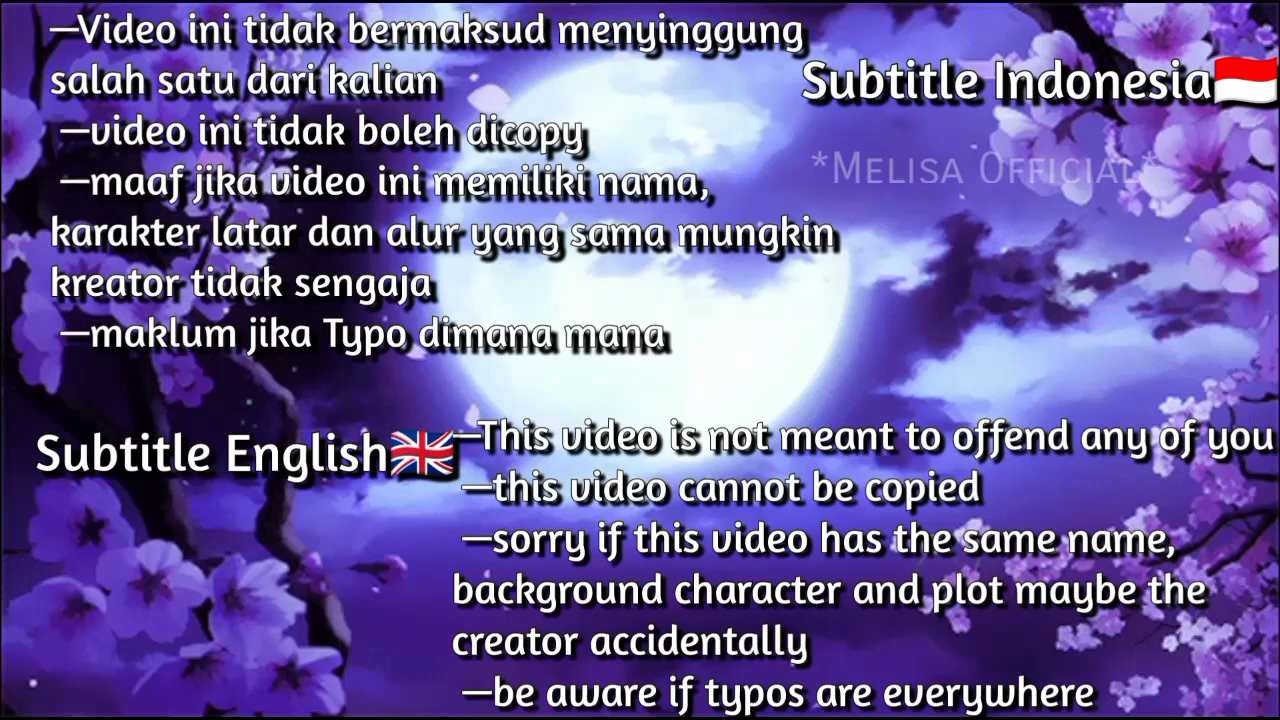 —Video ini tidak bermaksud menyinggung
salah satu dari kalian
—video ini tidak boleh dicopy
—maaf jika video ini memiliki nama,
karakter latar dan alur yang sama mungkin
kreator tidak sengaja
—maklum jika Typo dimana mana
Subtitle Indonesia🇮🇩
*Melisa Official*
Subtitle English🇬🇧
—This video is not meant to offend any of you
—this video cannot be copied
—sorry if this video has the same name,
background character and plot maybe the
creator accidentally
—be aware if typos are everywhere